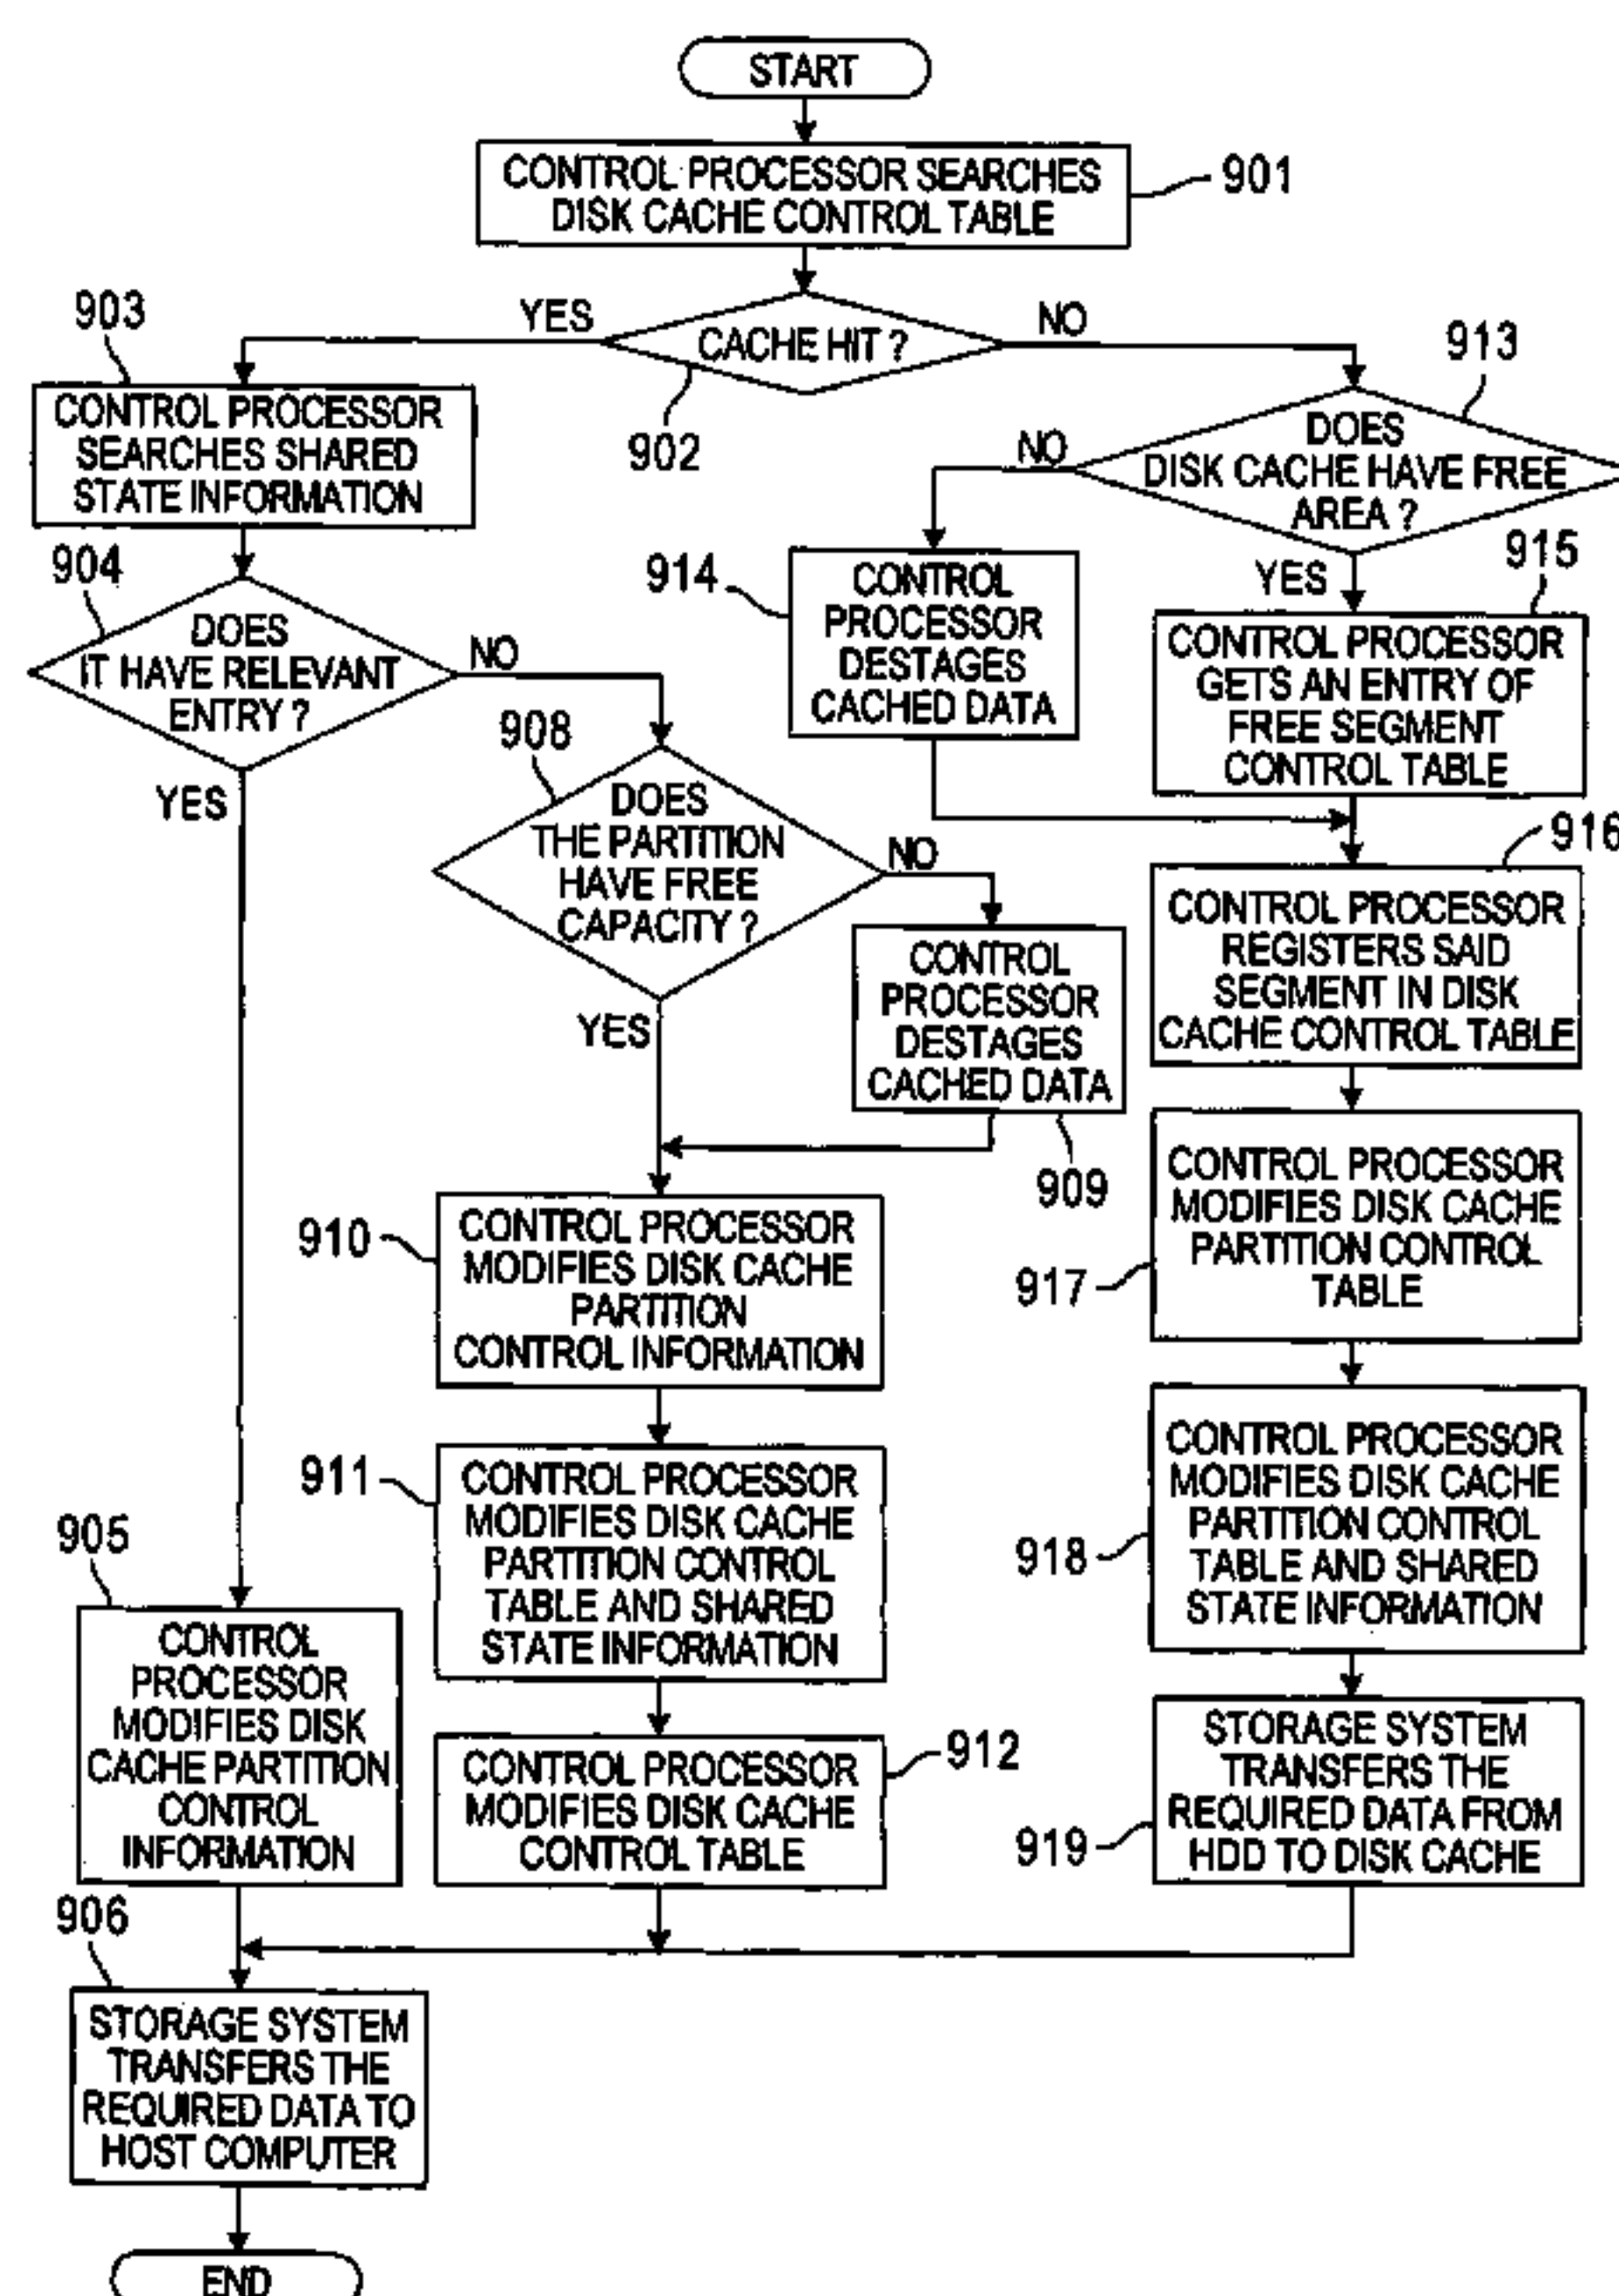 START
CONTROL PROCESSOR SEARCHES
DISK CACHE CONTROL TABLE
901
CACHE HIT ?
YES
NO
902
903
CONTROL PROCESSOR
SEARCHES SHARED
STATE INFORMATION
904
DOES
IT HAVE RELEVANT
ENTRY ?
NO
YES
908
DOES
THE PARTITION
HAVE FREE
CAPACITY ?
NO
YES
CONTROL
PROCESSOR
DESTAGES
CACHED DATA
909
910
CONTROL PROCESSOR
MODIFIES DISK CACHE
PARTITION
CONTROL INFORMATION
911
CONTROL PROCESSOR
MODIFIES DISK CACHE
PARTITION CONTROL
TABLE AND SHARED
STATE INFORMATION
912
CONTROL PROCESSOR
MODIFIES DISK CACHE
CONTROL TABLE
913
DOES
DISK CACHE HAVE FREE
AREA ?
NO
YES
914
CONTROL
PROCESSOR
DESTAGES
CACHED DATA
915
CONTROL PROCESSOR
GETS AN ENTRY OF
FREE SEGMENT
CONTROL TABLE
916
CONTROL PROCESSOR
REGISTERS SAID
SEGMENT IN DISK
CACHE CONTROL TABLE
917
CONTROL PROCESSOR
MODIFIES DISK CACHE
PARTITION CONTROL
TABLE
918
CONTROL PROCESSOR
MODIFIES DISK CACHE
PARTITION CONTROL
TABLE AND SHARED
STATE INFORMATION
919
STORAGE SYSTEM
TRANSFERS THE
REQUIRED DATA FROM
HDD TO DISK CACHE
905
CONTROL
PROCESSOR
MODIFIES DISK
CACHE PARTITION
CONTROL
INFORMATION
906
STORAGE SYSTEM
TRANSFERS THE
REQUIRED DATA TO
HOST COMPUTER
END